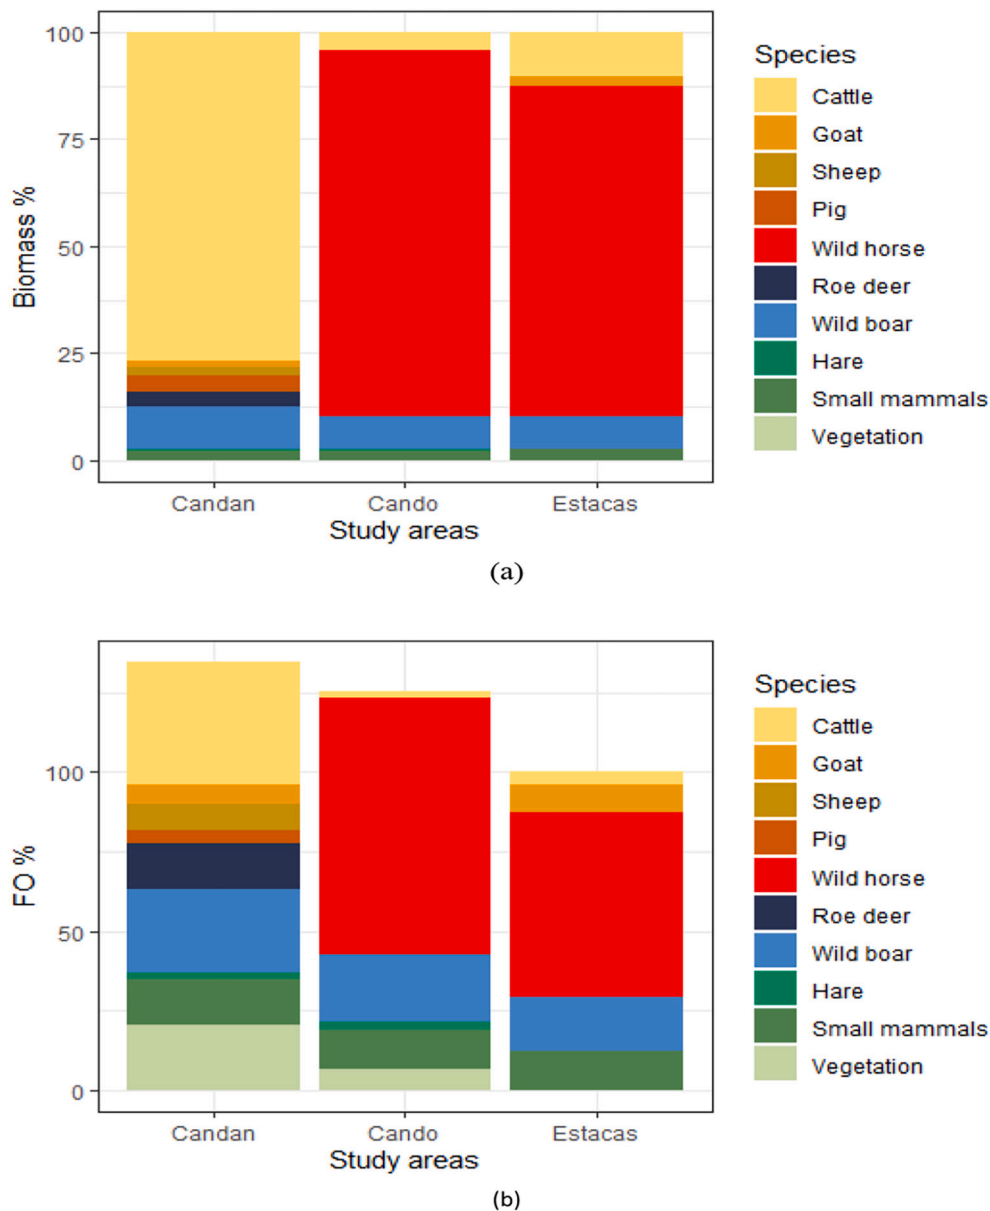 100
75
50
25
0
Biomass %
Candan Cando Estacas
Study areas
Species
Cattle
Goat
Sheep
Pig
Wild horse
Roe deer
Wild boar
Hare
Small mammals
Vegetation
(a)
100
50
0
FO %
Candan Cando Estacas
Study areas
Species
Cattle
Goat
Sheep
Pig
Wild horse
Roe deer
Wild boar
Hare
Small mammals
Vegetation
(b)